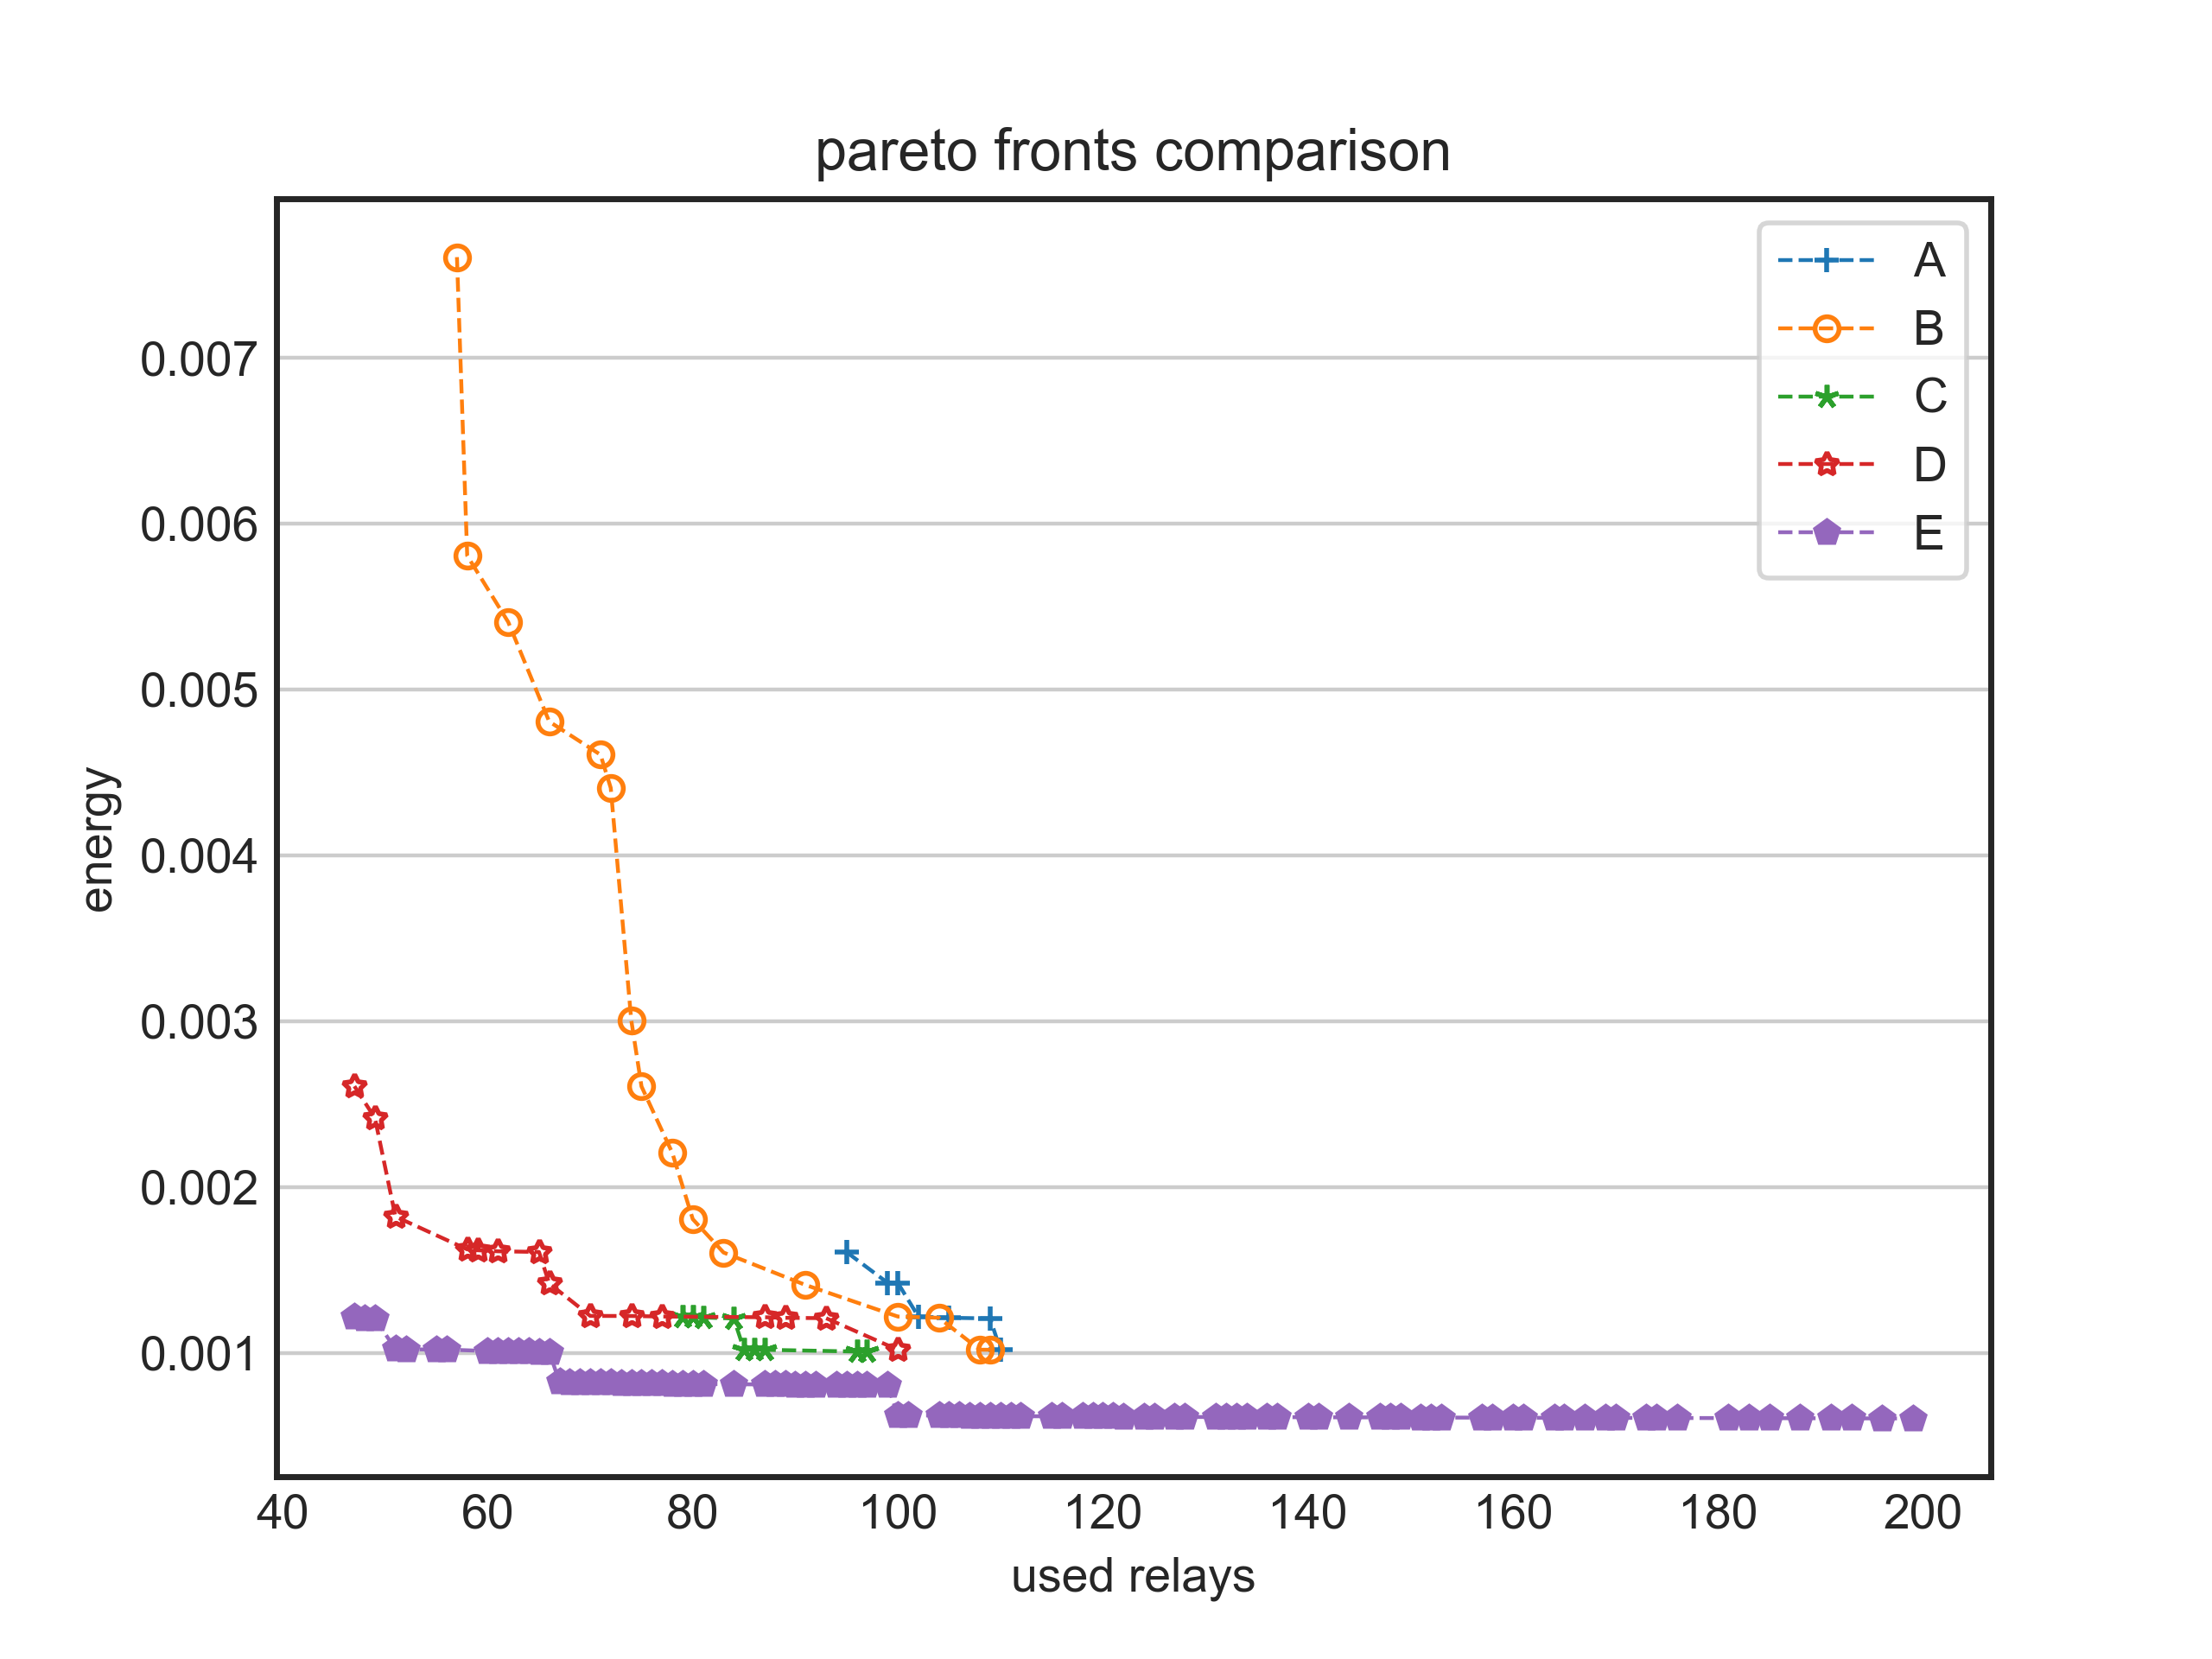 pareto fronts comparison
A
B
C
D
E
0.007
0.006
0.005
0.004
0.003
0.002
0.001
energy
40 60 80 100 120 140 160 180 200
used relays